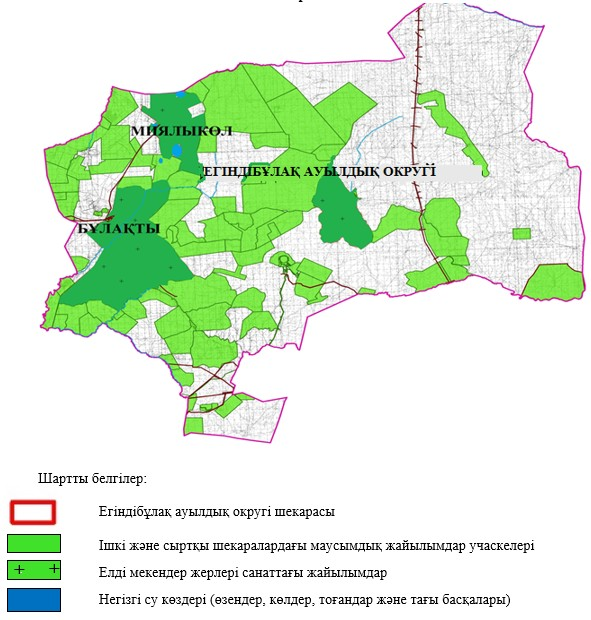 МИЯЛЫКӨЛ
ЕГІНДІБҰЛАҚ АУЫЛДЫҚ ОКРУГІ
БҰЛАҚТЫ
Шартты белгілер:
Егіндібұлақ ауылдық округі шекарасы
Ішкі және сыртқы шекаралардағы маусымдық жайылымдар учаскелері
Елді мекендер жерлері санаттағы жайылымдар
Негізгі су көздері (өзендер, көлдер, тоғандар және тағы басқалары)